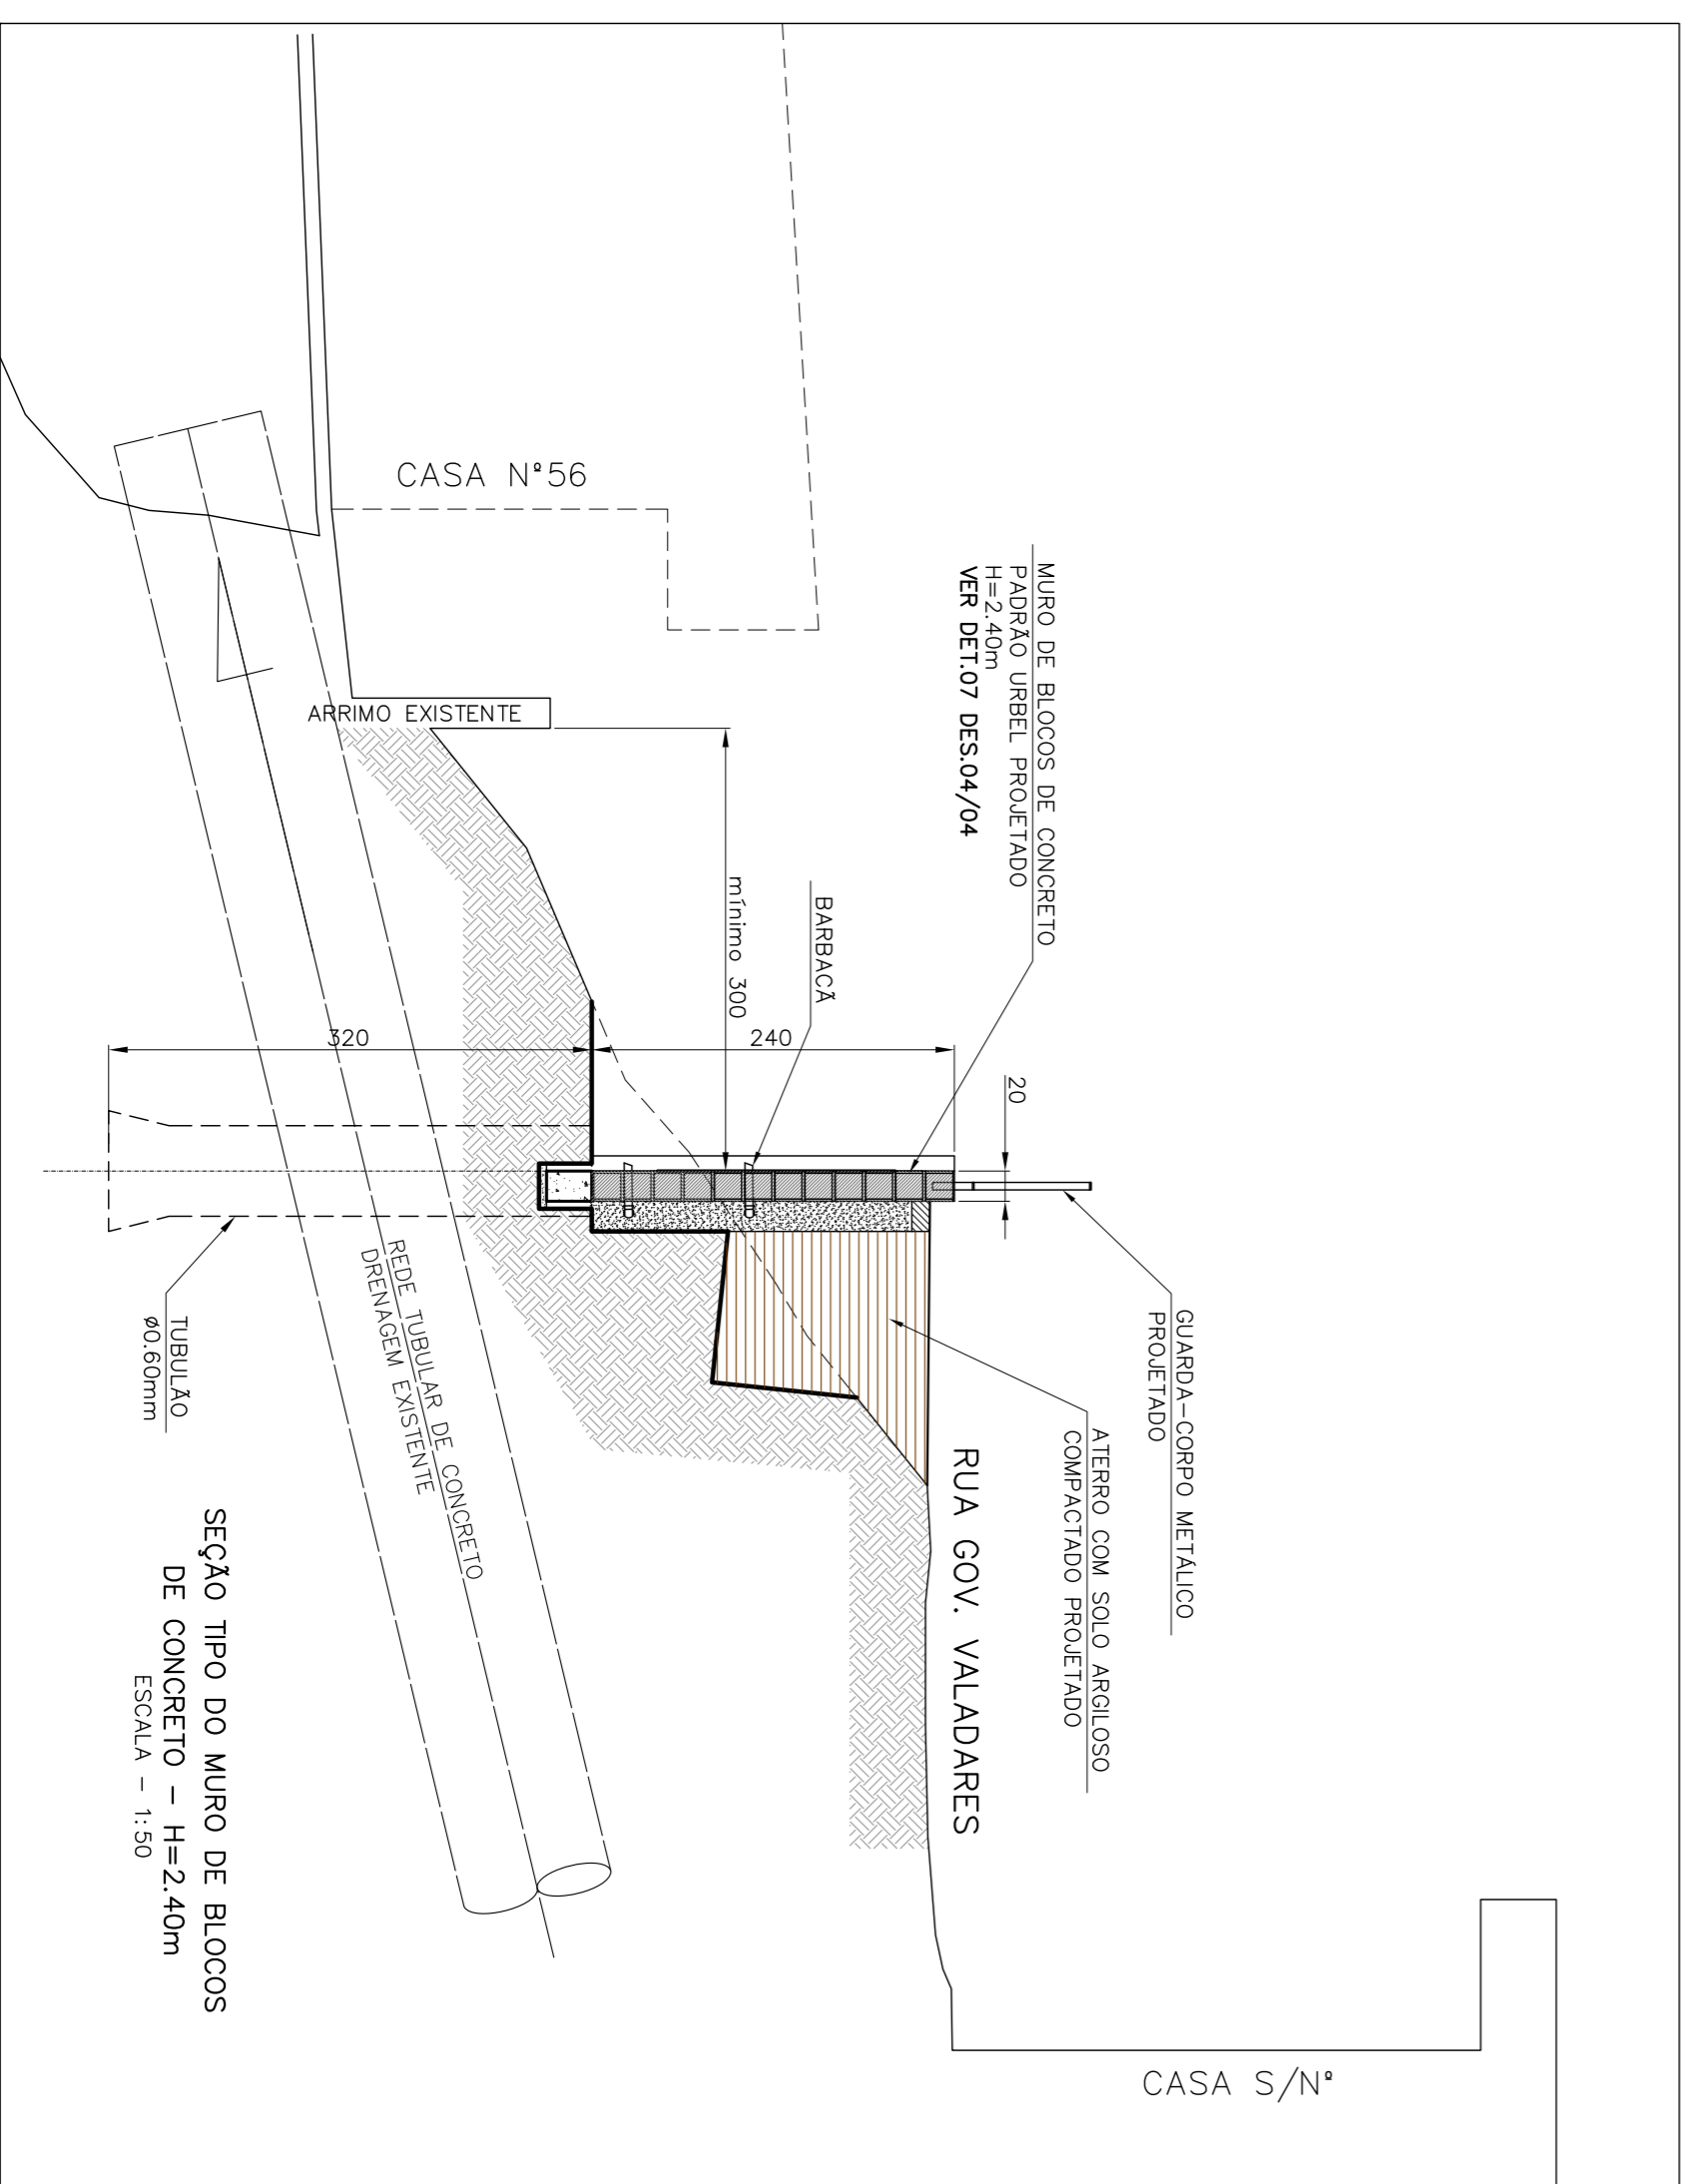 CASA N°56
ARRIMO EXISTENTE
MURO DE BLOCOS DE CONCRETO
PADRÃO URBEL PROJETADO
H=2.40m
VER DET.07 DES.04/04
BARBACÃ
mínimo 300
320
240
20
GUARDA-CORPO METÁLICO
PROJETADO
ATERRO COM SOLO ARGILOSO
COMPACTADO PROJETADO
RUA GOV. VALADARES
REDE TUBULAR DE CONCRETO
DRENAGEM EXISTENTE
TUBULÃO
ø0.60mm
CASA S/Nº
SEÇÃO TIPO DO MURO DE BLOCOS
DE CONCRETO - H=2.40m
ESCALA - 1:50